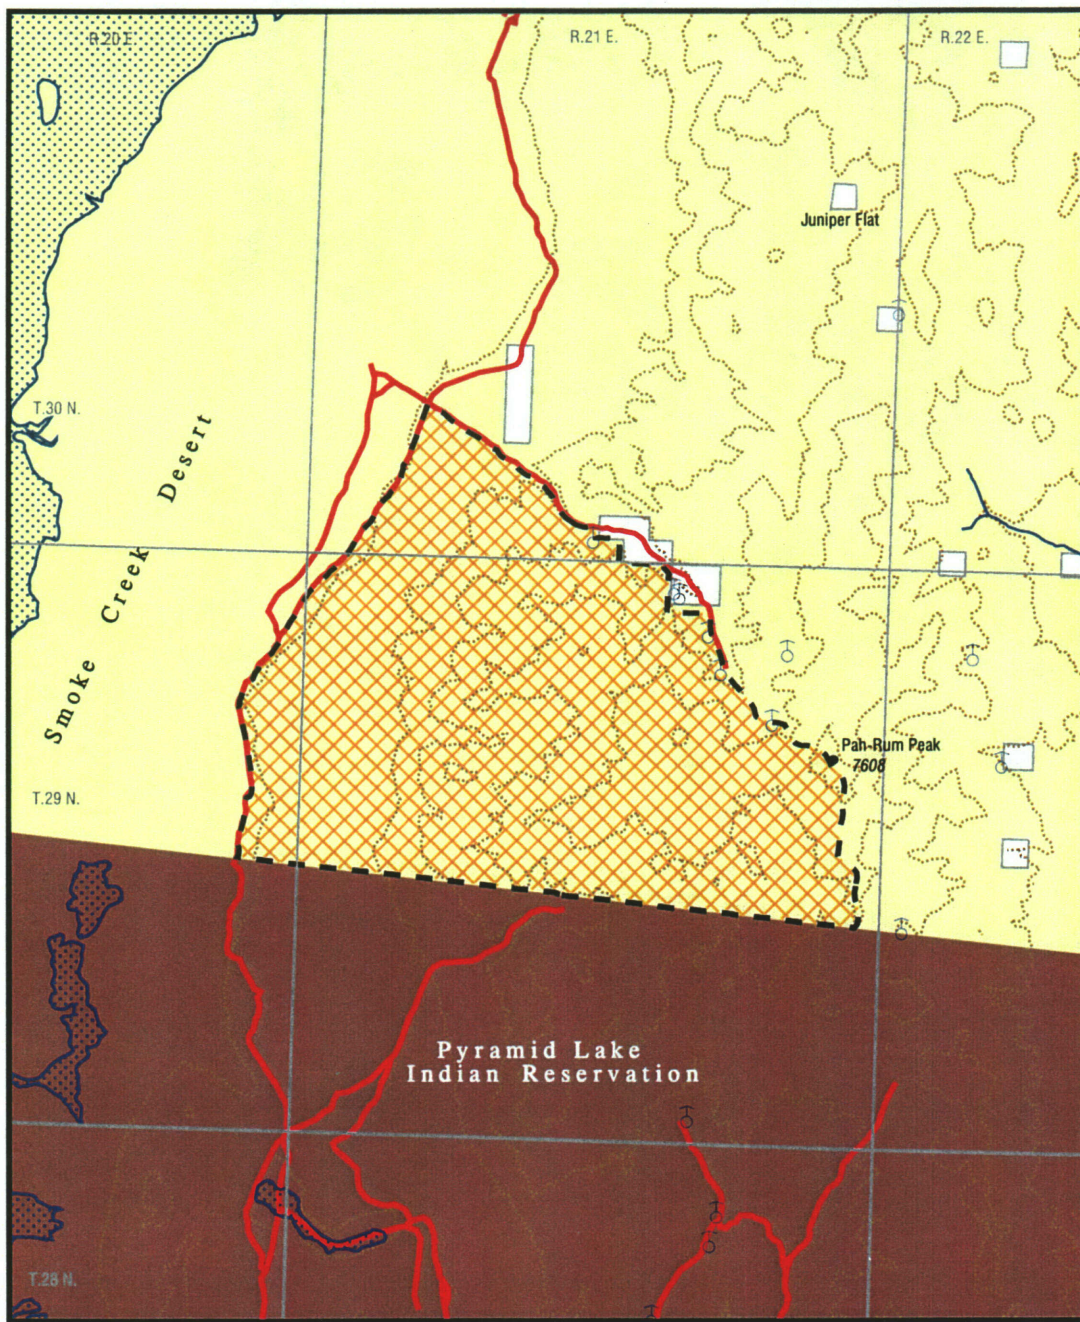 R.20 E.
R.21 E.
R.22 E.
Juniper Flat
T.30 N.
Smoke Creek Desert
Pah-Rum Peak
7608
T.29 N.
Pyramid Lake
Indian Reservation
T.28 N.